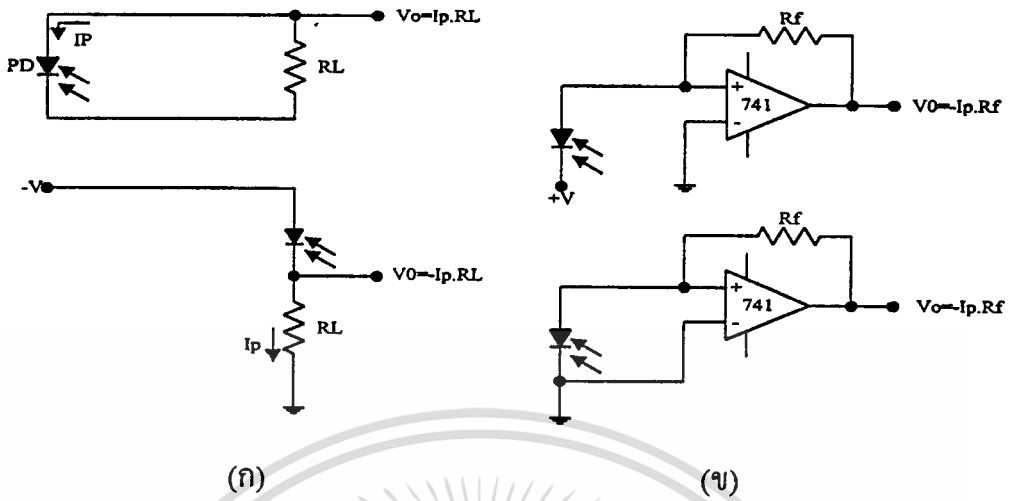 Vo=Ip.RL
IP
PD
RL
-V
V0=-Ip.RL
RL
Ip
(ก)
Rf
+
741
-
V0=-Ip.Rf
+V
Rf
+
741
-
Vo=-Ip.Rf
(ข)